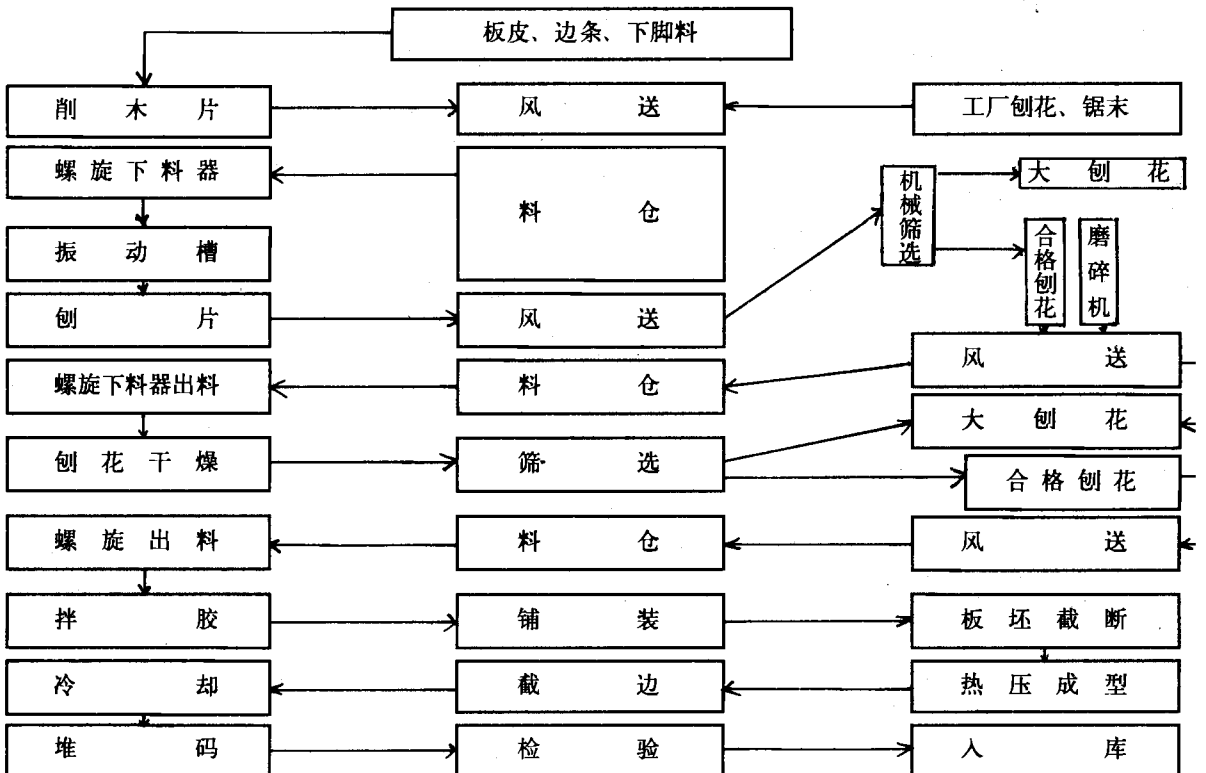 板皮、边条、下脚料
削木片
风送
工厂刨花、锯末
螺旋下料器
料仓
机械筛选
大刨花
振动槽
合格刨花
磨碎机
刨片
风送
风送
螺旋下料器出料
料仓
大刨花
刨花干燥
筛选
合格刨花
螺旋出料
料仓
风送
拌胶
铺装
板坯截断
冷却
截边
热压成型
堆码
检验
入库